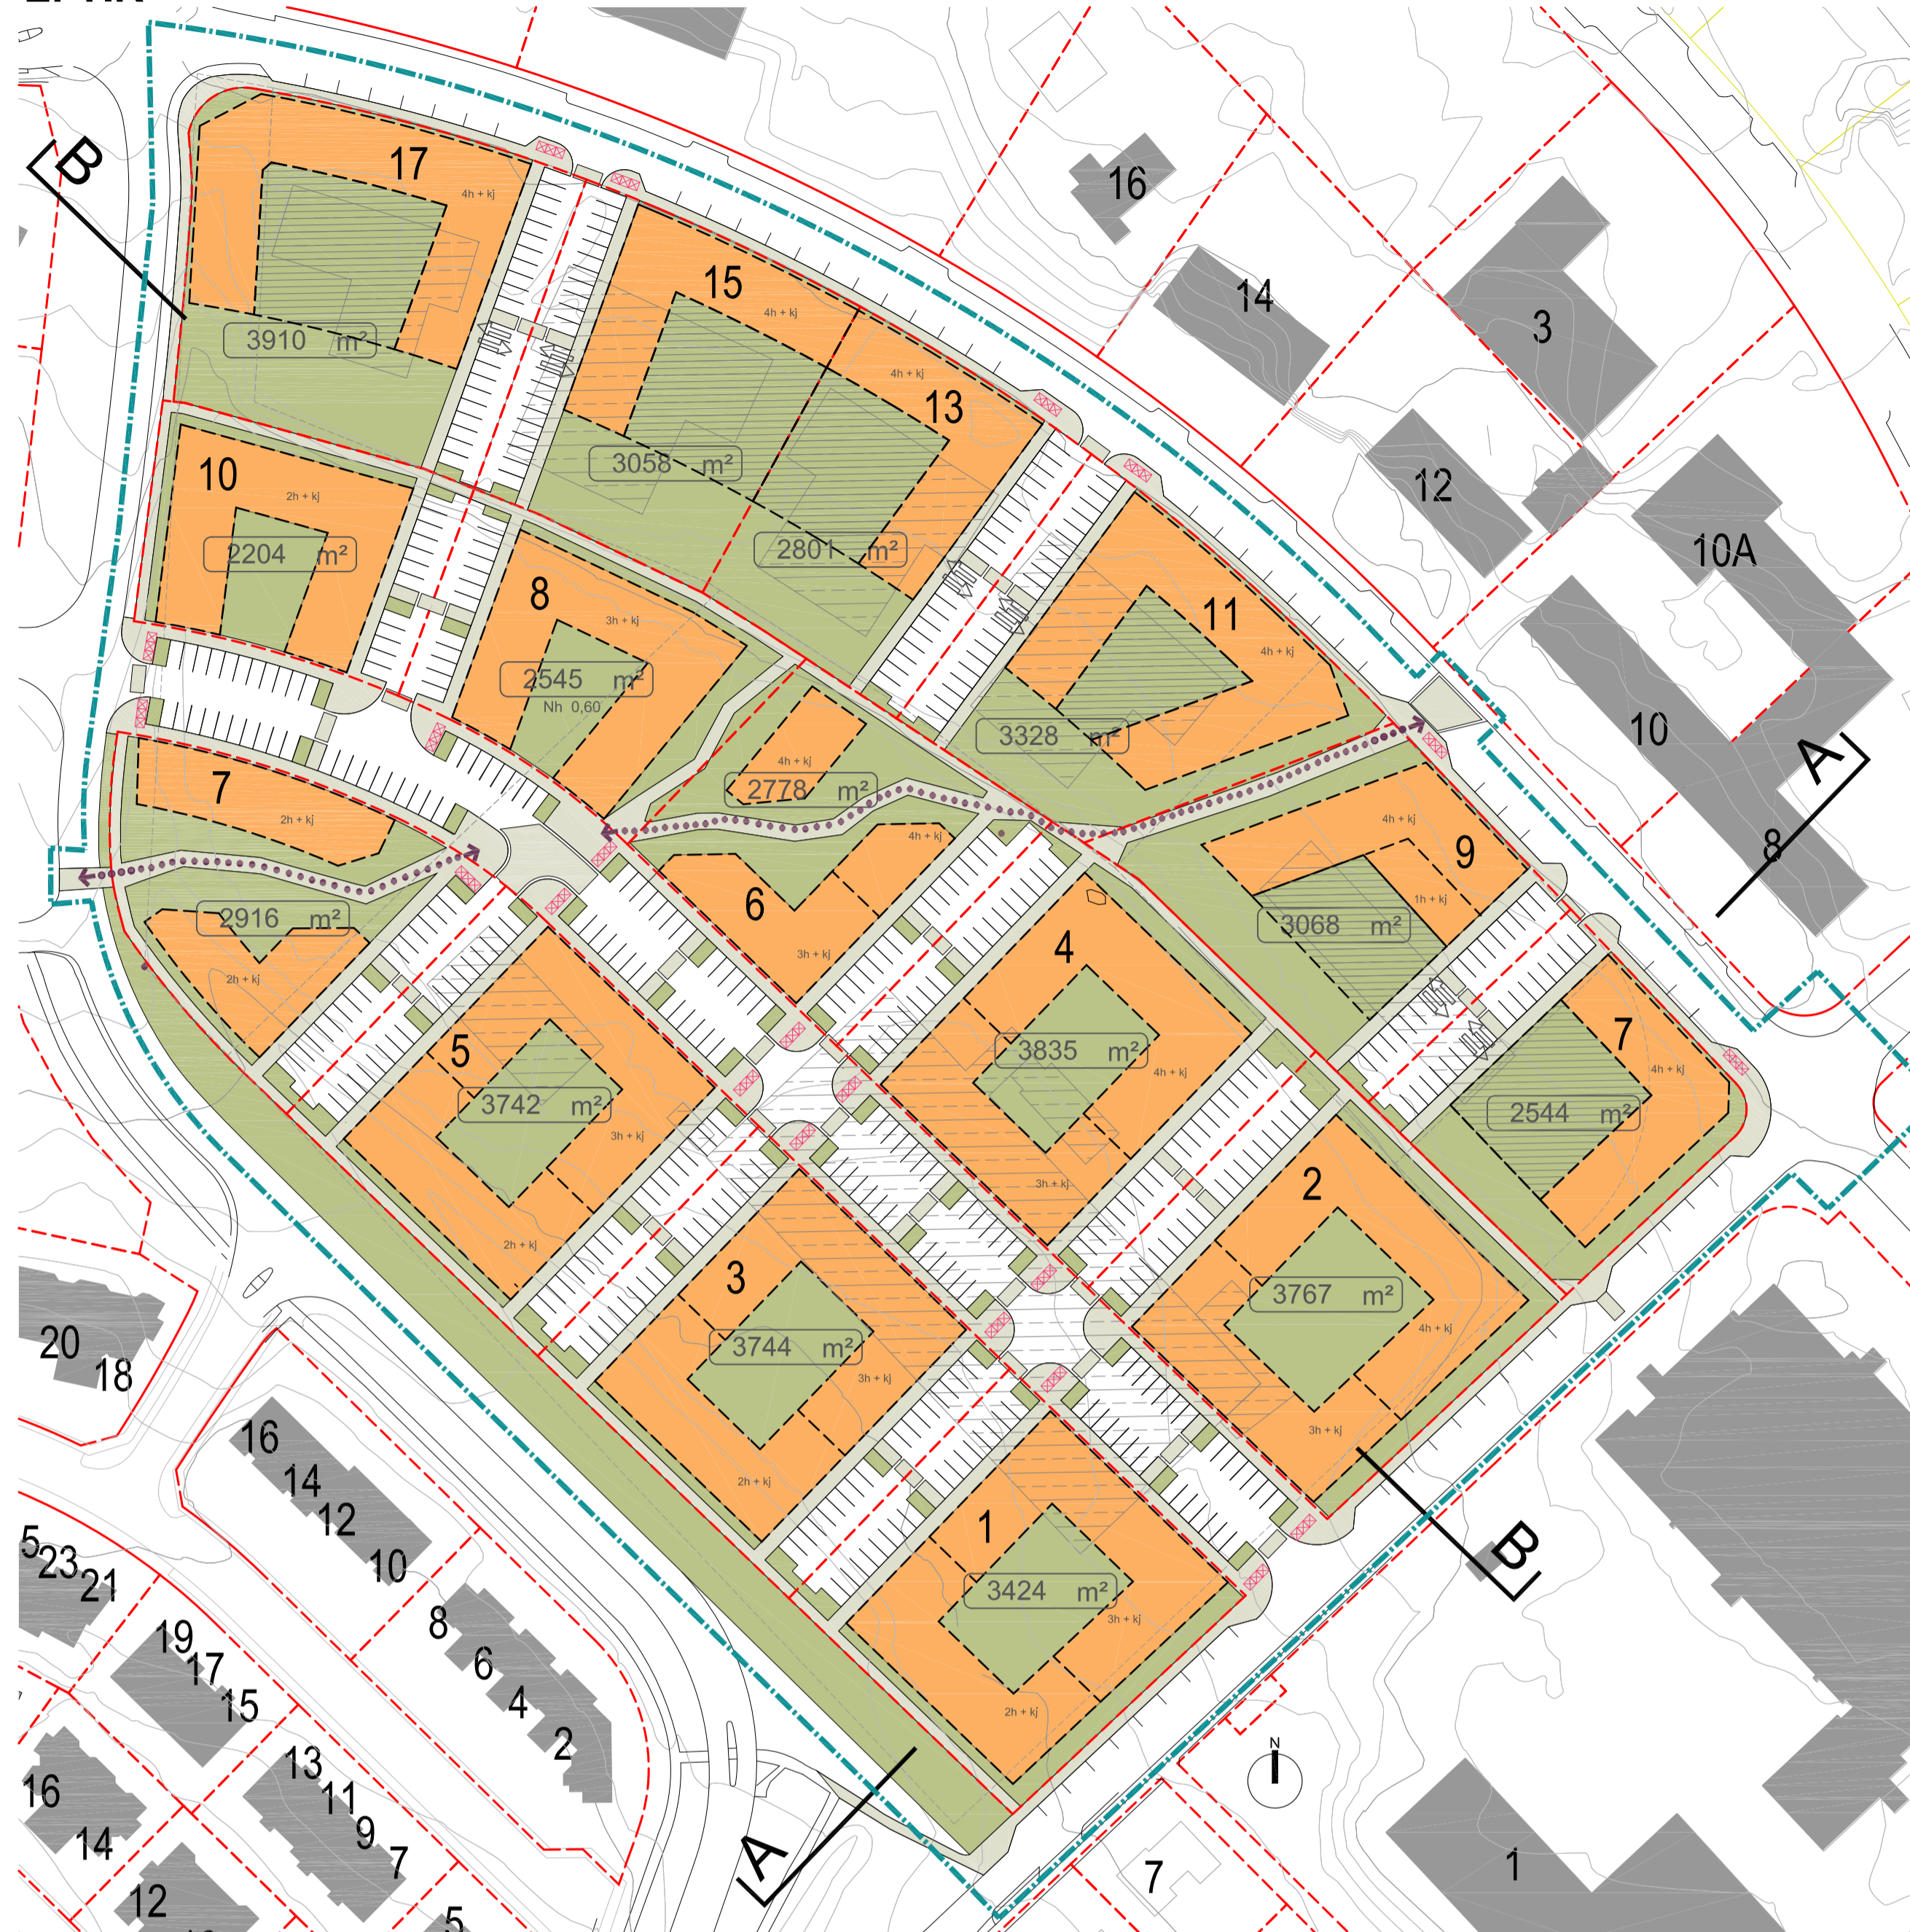 B
17
4h + kj
16
15
4h + kj
14
3
3910 m²
4h + kj
13
3058 m²
10
2h + kj
12
2204 m²
2801 m²
10A
8
3h + kj
11
4h + kj
2545 m²
Nh 0,60
3328 m²
10
A
4h + kj
2778 m²
7
2h + kj
4h + kj
4h + kj
9
8
6
1h + kj
2916 m²
3068 m²
4
3h + kj
2h + kj
5
3835 m²
4h + kj
7
4h + kj
3742 m²
2544 m²
3h + kj
3h + kj
2
2h + kj
3
3767 m²
4h + kj
20
18
3744 m²
3h + kj
3h + kj
2h + kj
16
14
12
10
1
B
5
23
21
3424 m²
3h + kj
8
19
17
15
6
4
2
2h + kj
N
13
11
9
7
16
14
A
7
1
12
5